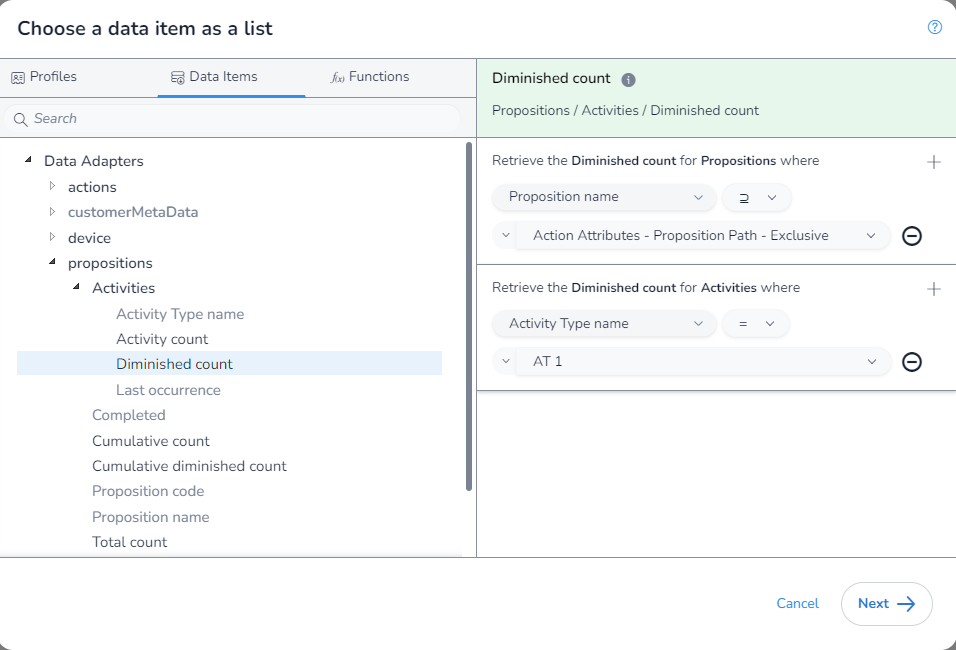 Choose a data item as a list
Profiles
Data Items
f(x) Functions
Search
Data Adapters
actions
customerMetaData
device
propositions
Activities
Activity Type name
Activity count
Diminished count
Last occurrence
Completed
Cumulative count
Cumulative diminished count
Proposition code
Proposition name
Total count
Diminished count
Propositions / Activities / Diminished count
Retrieve the Diminished count for Propositions where
Proposition name
⊇
Action Attributes - Proposition Path - Exclusive
Retrieve the Diminished count for Activities where
Activity Type name
=
AT 1
Cancel
Next